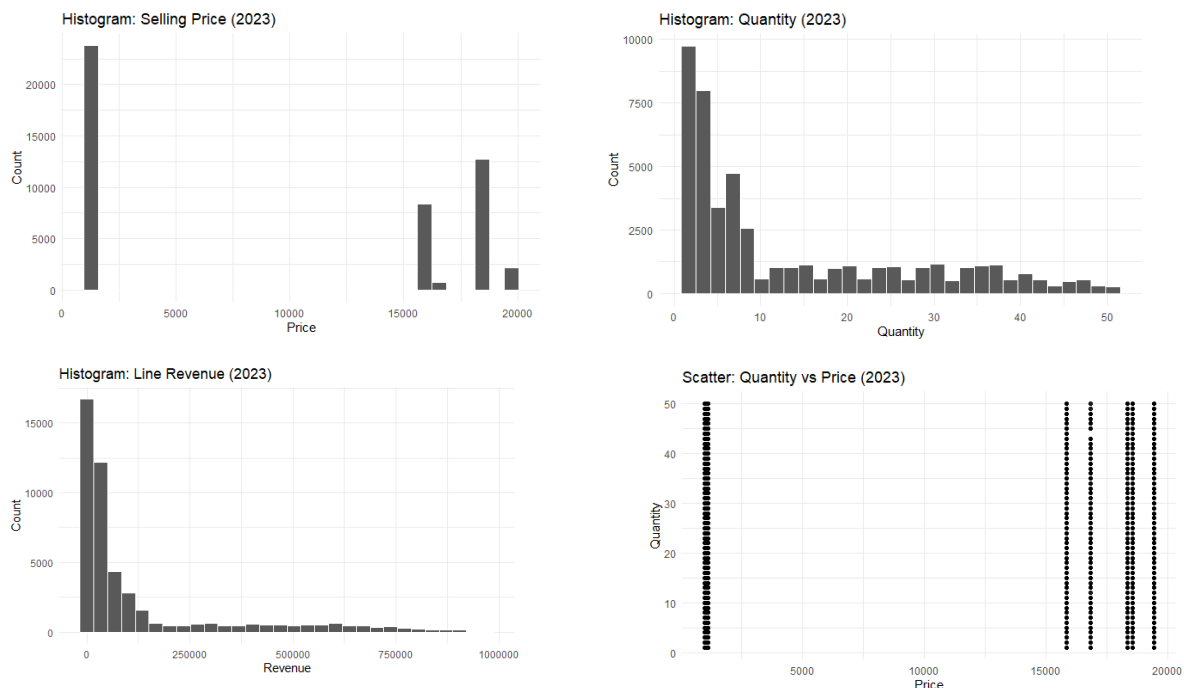 Histogram: Selling Price (2023)
Count
20000
15000
10000
5000
0
0 5000 10000 15000 20000
Price
Histogram: Quantity (2023)
Count
10000
7500
5000
2500
0
0 10 20 30 40 50
Quantity
Histogram: Line Revenue (2023)
Count
15000
10000
5000
0
0 250000 500000 750000 1000000
Revenue
Scatter: Quantity vs Price (2023)
Quantity
50
40
30
20
10
0
5000 10000 15000 20000
Price